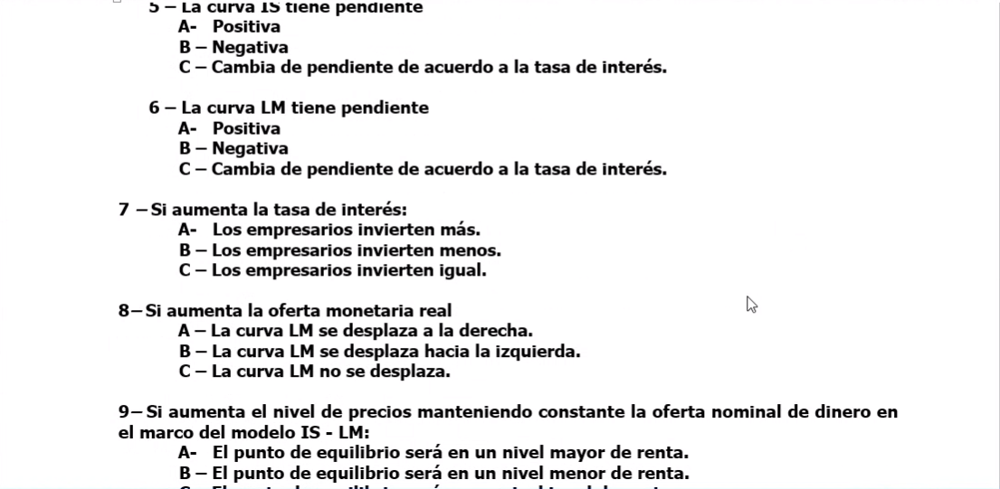 5 – La curva IS tiene pendiente
A- Positiva
B – Negativa
C – Cambia de pendiente de acuerdo a la tasa de interés.
6 – La curva LM tiene pendiente
A- Positiva
B – Negativa
C – Cambia de pendiente de acuerdo a la tasa de interés.
7 – Si aumenta la tasa de interés:
A- Los empresarios invierten más.
B – Los empresarios invierten menos.
C – Los empresarios invierten igual.
8– Si aumenta la oferta monetaria real
A – La curva LM se desplaza a la derecha.
B – La curva LM se desplaza hacia la izquierda.
C – La curva LM no se desplaza.
9– Si aumenta el nivel de precios manteniendo constante la oferta nominal de dinero en
el marco del modelo IS - LM:
A- El punto de equilibrio será en un nivel mayor de renta.
B – El punto de equilibrio será en un nivel menor de renta.